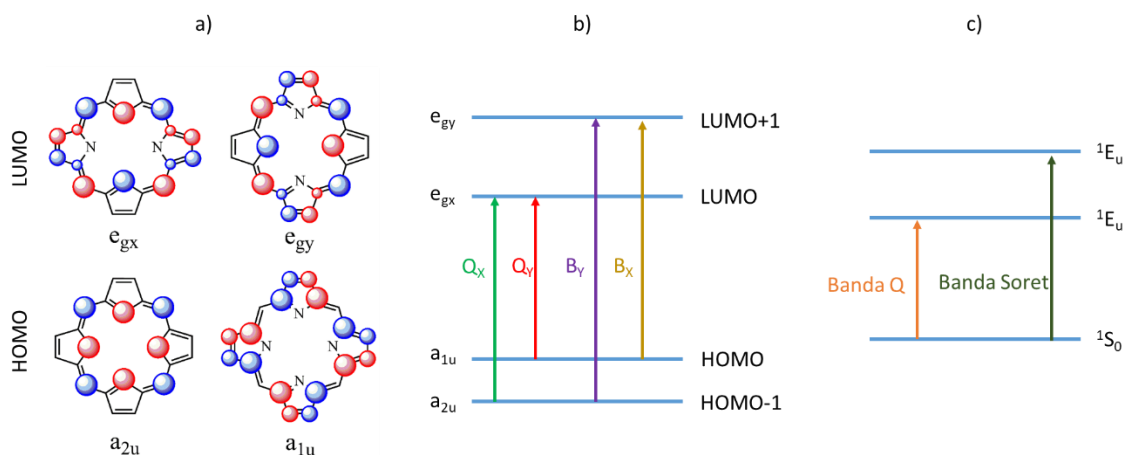 a)
LUMO
N
N
e_gx
N
N
e_gy
HOMO
a_2u
N
N
N
N
a_1u
b)
e_gy
LUMO+1
e_gx
LUMO
Q_X
Q_Y
B_Y
B_X
a_1u
HOMO
a_2u
HOMO-1
c)
¹E_u
¹E_u
Banda Q
Banda Soret
¹S_0